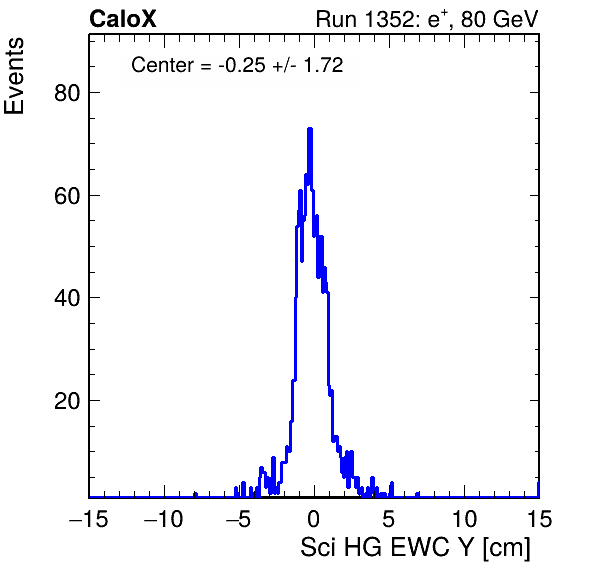 CaloX Run 1352: e⁺, 80 GeV
Center = -0.25 +/- 1.72
Events
80
60
40
20
−15 −10 −5 0 5 10 15
Sci HG EWC Y [cm]